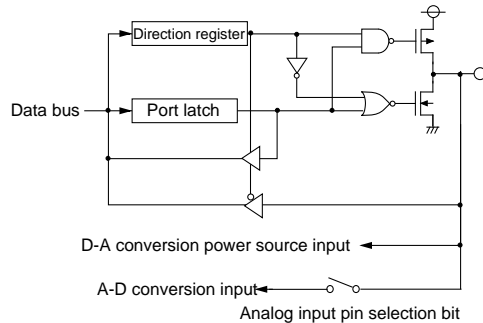 Direction register
Data bus
Port latch
D-A conversion power source input
A-D conversion input
Analog input pin selection bit